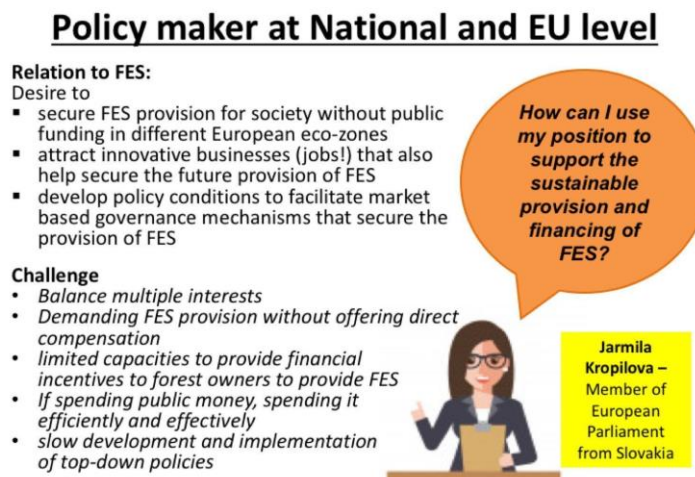 Policy maker at National and EU level
Relation to FES:
Desire to
▪ secure FES provision for society without public
funding in different European eco-zones
▪ attract innovative businesses (jobs!) that also
help secure the future provision of FES
▪ develop policy conditions to facilitate market
based governance mechanisms that secure the
provision of FES
Challenge
• Balance multiple interests
• Demanding FES provision without offering direct
compensation
• limited capacities to provide financial
incentives to forest owners to provide FES
• If spending public money, spending it
efficiently and effectively
• slow development and implementation
of top-down policies
How can I use
my position to
support the
sustainable
provision and
financing of
FES?
Jarmila
Kropilova –
Member of
European
Parliament
from Slovakia